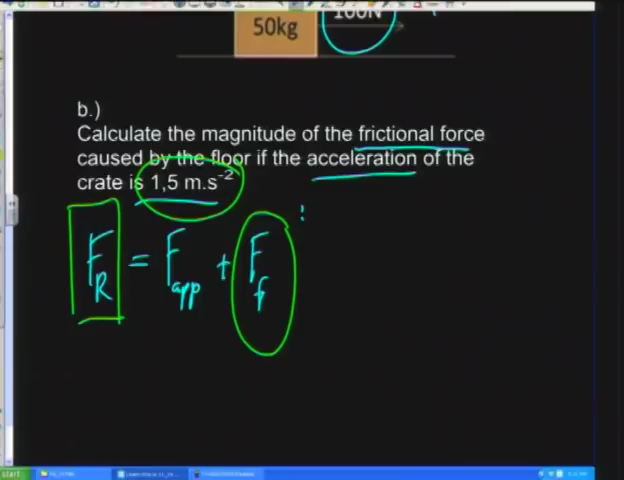 50kg
100N
b.)
Calculate the magnitude of the frictional force
caused by the floor if the acceleration of the
crate is 1,5 m.s⁻²
F_R = F_app + F_f
start